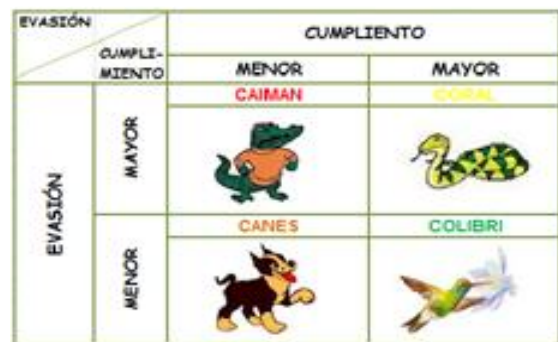 EVASIÓN
CUMPLI-
MIENTO
CUMPLIENTO
MENOR
MAYOR
EVASIÓN
MAYOR
CAIMAN
CORAL
MENOR
CANES
COLIBRI